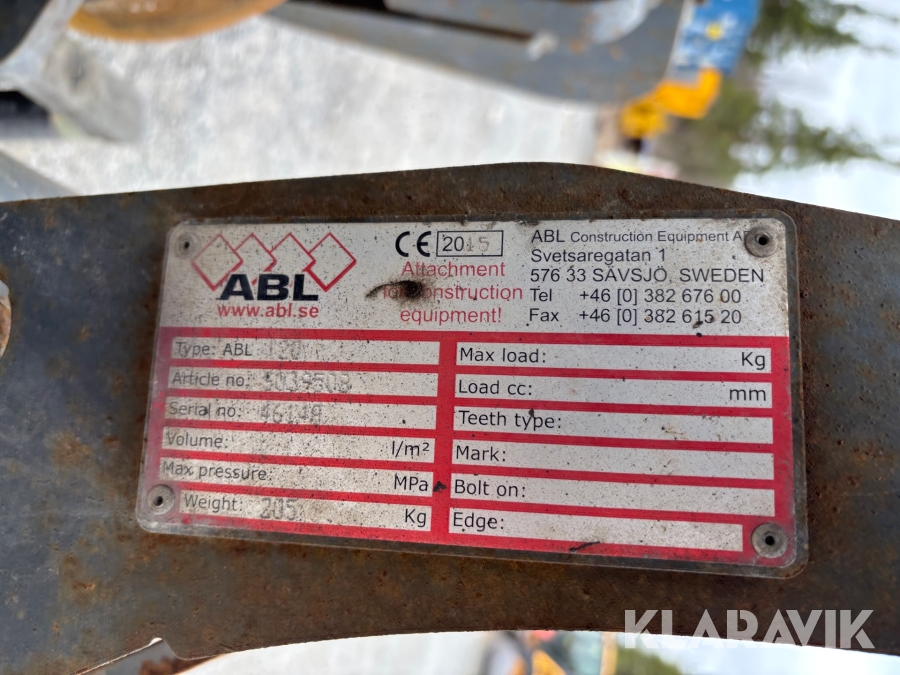 ABL
www.abl.se
CE 2015
Attachment
construction
equipment!
ABL Construction Equipment
Svetsaregatan 1
576 33 SÄVSJÖ, SWEDEN
Tel +46 [0] 382 676 00
Fax +46 [0] 382 615 20
Type: ABL
Article no:
Serial no: 46148
Volume: l/m²
Max pressure: MPa
Weight: 205 Kg
Max load: Kg
Load cc: mm
Teeth type:
Mark:
Bolt on:
Edge:
KLARAVIK